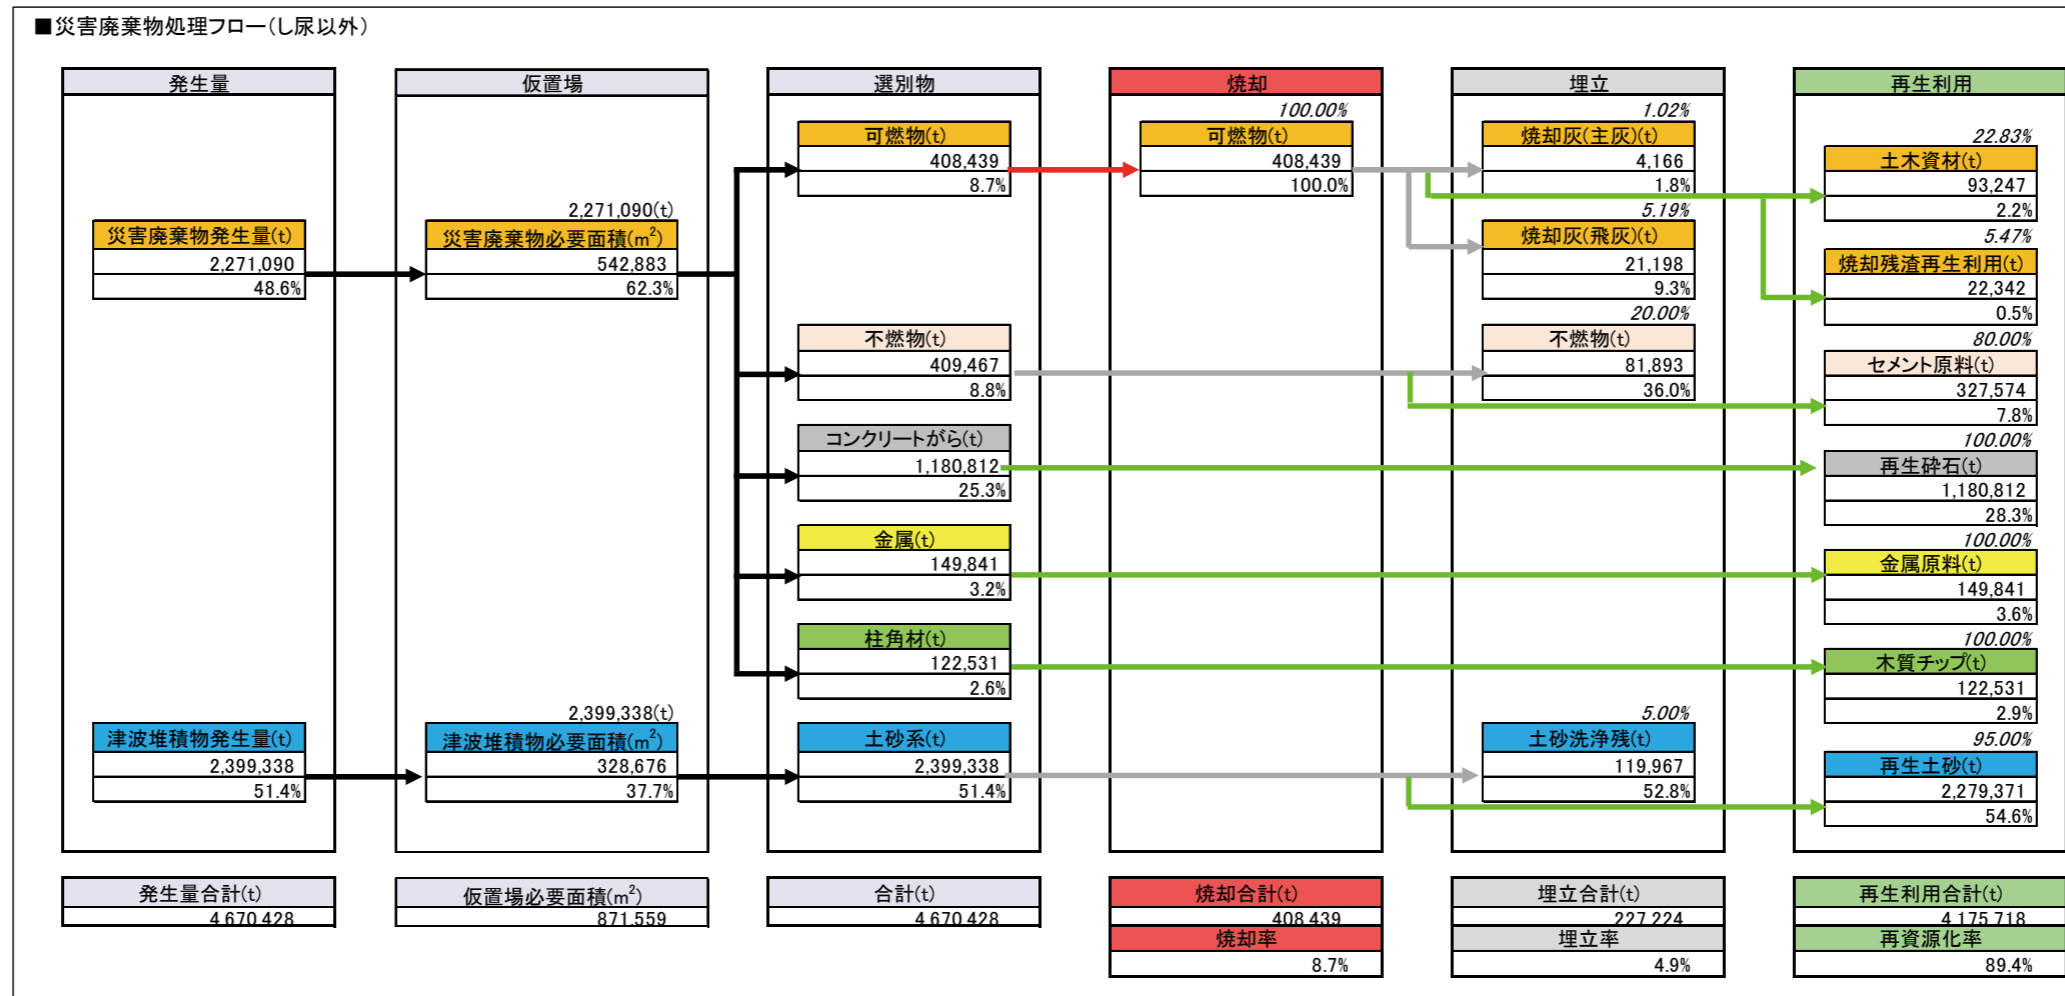 ■災害廃棄物処理フロー(し尿以外)
発生量
災害廃棄物発生量(t)
2,271,090
48.6%
津波堆積物発生量(t)
2,399,338
51.4%
発生量合計(t)
4,670,428
仮置場
2,271,090(t)
災害廃棄物必要面積(m²)
542,883
62.3%
2,399,338(t)
津波堆積物必要面積(m²)
328,676
37.7%
仮置場必要面積(m²)
871,559
選別物
可燃物(t)
408,439
8.7%
不燃物(t)
409,467
8.8%
コンクリートがら(t)
1,180,812
25.3%
金属(t)
149,841
3.2%
柱角材(t)
122,531
2.6%
土砂系(t)
2,399,338
51.4%
合計(t)
4,670,428
焼却
100.00%
可燃物(t)
408,439
100.0%
焼却合計(t)
408,439
焼却率
8.7%
埋立
1.02%
焼却灰(主灰)(t)
4,166
1.8%
5.19%
焼却灰(飛灰)(t)
21,198
9.3%
20.00%
不燃物(t)
81,893
36.0%
5.00%
土砂洗浄残(t)
119,967
52.8%
埋立合計(t)
227,224
埋立率
4.9%
再生利用
22.83%
土木資材(t)
93,247
2.2%
5.47%
焼却残渣再生利用(t)
22,342
0.5%
80.00%
セメント原料(t)
327,574
7.8%
100.00%
再生砕石(t)
1,180,812
28.3%
100.00%
金属原料(t)
149,841
3.6%
100.00%
木質チップ(t)
122,531
2.9%
95.00%
再生土砂(t)
2,279,371
54.6%
再生利用合計(t)
4,175,718
再資源化率
89.4%